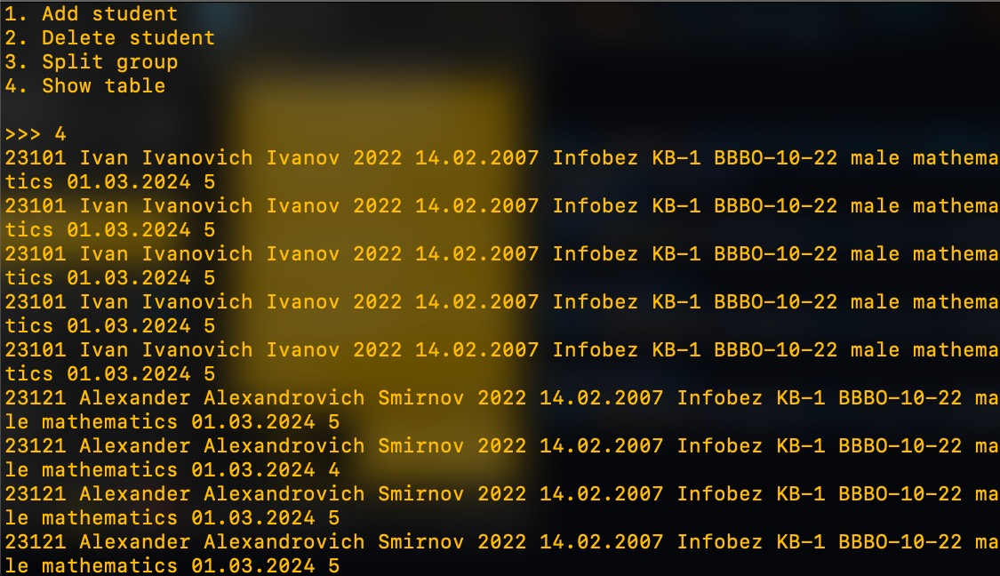 1. Add student
2. Delete student
3. Split group
4. Show table
>>> 4
23101 Ivan Ivanovich Ivanov 2022 14.02.2007 Infobez KB-1 BBBO-10-22 male mathema
tics 01.03.2024 5
23101 Ivan Ivanovich Ivanov 2022 14.02.2007 Infobez KB-1 BBBO-10-22 male mathema
tics 01.03.2024 5
23101 Ivan Ivanovich Ivanov 2022 14.02.2007 Infobez KB-1 BBBO-10-22 male mathema
tics 01.03.2024 5
23101 Ivan Ivanovich Ivanov 2022 14.02.2007 Infobez KB-1 BBBO-10-22 male mathema
tics 01.03.2024 5
23101 Ivan Ivanovich Ivanov 2022 14.02.2007 Infobez KB-1 BBBO-10-22 male mathema
tics 01.03.2024 5
23121 Alexander Alexandrovich Smirnov 2022 14.02.2007 Infobez KB-1 BBBO-10-22 ma
le mathematics 01.03.2024 5
23121 Alexander Alexandrovich Smirnov 2022 14.02.2007 Infobez KB-1 BBBO-10-22 ma
le mathematics 01.03.2024 4
23121 Alexander Alexandrovich Smirnov 2022 14.02.2007 Infobez KB-1 BBBO-10-22 ma
le mathematics 01.03.2024 5
23121 Alexander Alexandrovich Smirnov 2022 14.02.2007 Infobez KB-1 BBBO-10-22 ma
le mathematics 01.03.2024 5